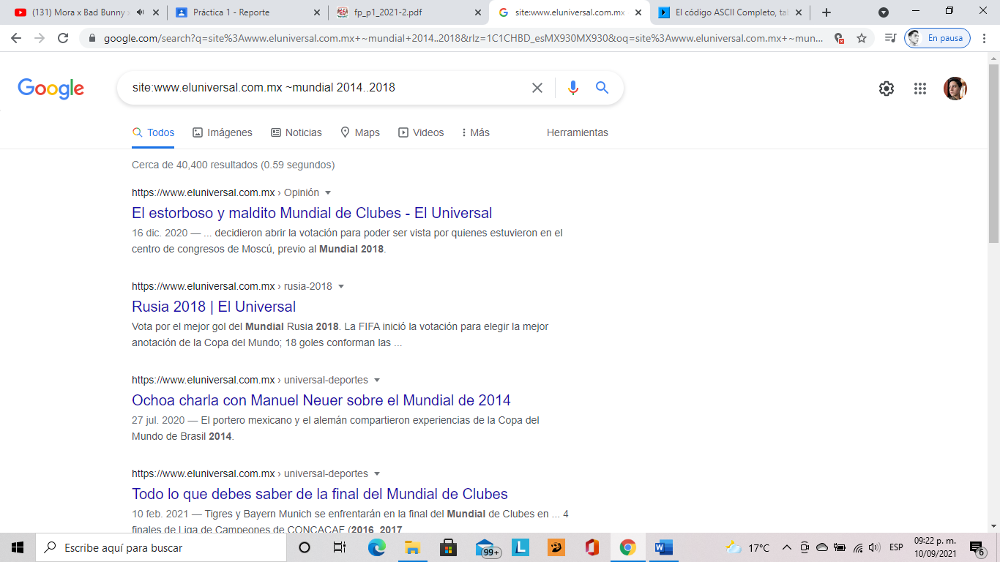 (131) Mora x Bad Bunny
Práctica 1 - Reporte
fp_p1_2021-2.pdf
site:www.eluniversal.com.mx
El código ASCII Completo, tal
google.com/search?q=site%3Awww.eluniversal.com.mx+~mundial+2014..2018&rlz=1C1CHBD_esMX930MX930&oq=site%3Awww.eluniversal.com.mx+~mun...
En pausa
Google
site:www.eluniversal.com.mx ~mundial 2014..2018
Todos Imágenes Noticias Maps Videos Más Herramientas
Cerca de 40,400 resultados (0.59 segundos)
https://www.eluniversal.com.mx › Opinión
El estorboso y maldito Mundial de Clubes - El Universal
16 dic. 2020 — ... decidieron abrir la votación para poder ser vista por quienes estuvieron en el
centro de congresos de Moscú, previo al Mundial 2018.
https://www.eluniversal.com.mx › rusia-2018
Rusia 2018 | El Universal
Vota por el mejor gol del Mundial Rusia 2018. La FIFA inició la votación para elegir la mejor
anotación de la Copa del Mundo; 18 goles conforman las ...
https://www.eluniversal.com.mx › universal-deportes
Ochoa charla con Manuel Neuer sobre el Mundial de 2014
27 jul. 2020 — El portero mexicano y el alemán compartieron experiencias de la Copa del
Mundo de Brasil 2014.
https://www.eluniversal.com.mx › universal-deportes
Todo lo que debes saber de la final del Mundial de Clubes
10 feb. 2021 — Tigres y Bayern Munich se enfrentarán en la final del Mundial de Clubes en ... 4
finales de Liga de Campeones de CONCACAF (2016, 2017
Escribe aquí para buscar
99+
17°C
ESP
09:22 p. m.
10/09/2021
6